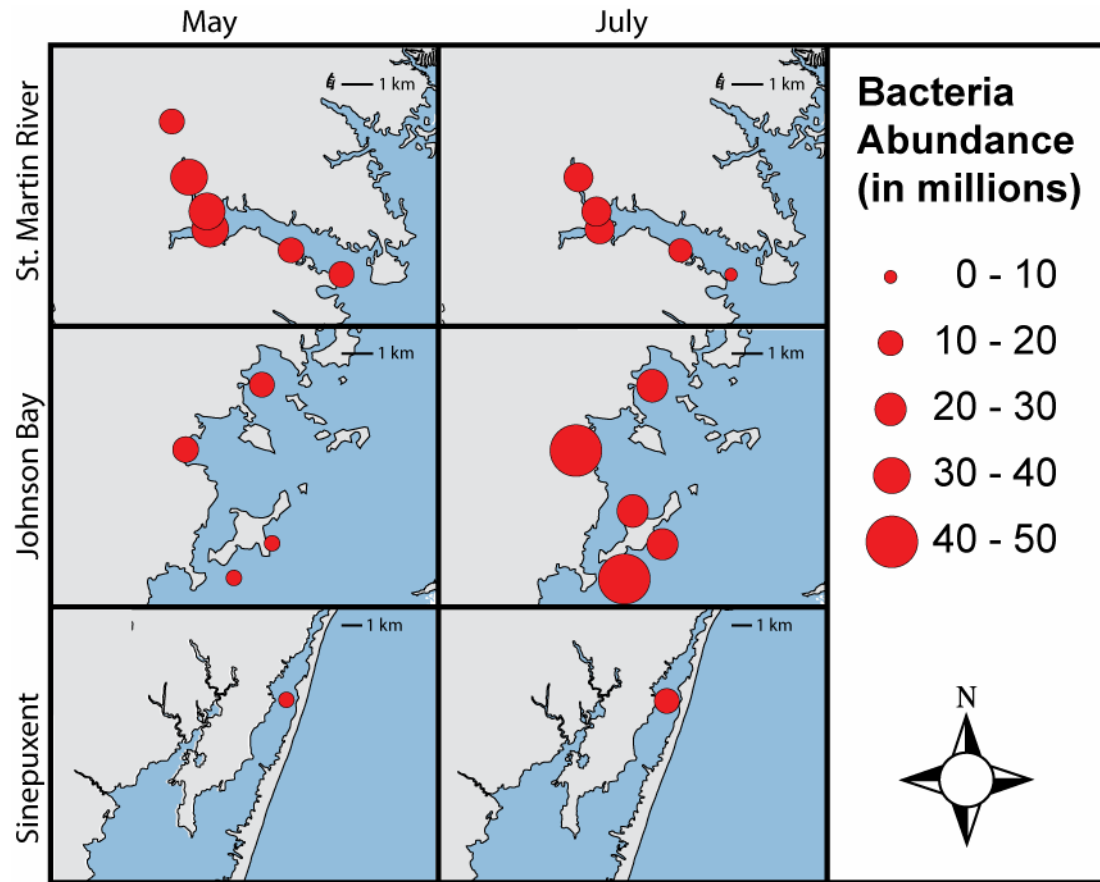 May
July
St. Martin River
1 km
1 km
Johnson Bay
1 km
1 km
Sinepuxent
1 km
1 km
Bacteria
Abundance
(in millions)
0 - 10
10 - 20
20 - 30
30 - 40
40 - 50
N